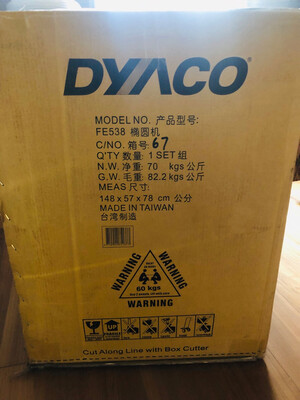 DYACO
MODEL NO. 产品型号:
FE538 椭圆机
C/NO. 箱号: 67
Q'TY 数量: 1 SET 组
N.W. 净重: 70 kgs 公斤
G.W. 毛重: 82.2 kgs 公斤
MEAS 尺寸:
148 x 57 x 78 cm 公分
MADE IN TAIWAN
台湾制造
WARNING
WARNING
WARNING
60 kgs
WARNING
WARNING
Cut Along Line with Box Cutter